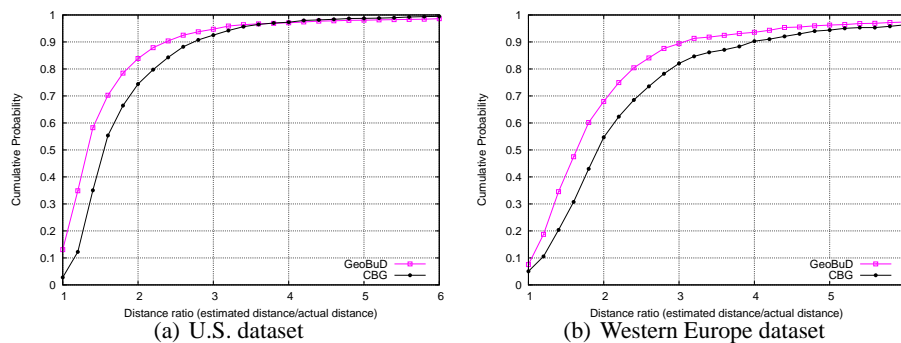 Cumulative Probability
1
0.9
0.8
0.7
0.6
0.5
0.4
0.3
0.2
0.1
0
GeoBuD
CBG
1 2 3 4 5 6
Distance ratio (estimated distance/actual distance)
(a) U.S. dataset
Cumulative Probability
1
0.9
0.8
0.7
0.6
0.5
0.4
0.3
0.2
0.1
0
GeoBuD
CBG
1 2 3 4 5
Distance ratio (estimated distance/actual distance)
(b) Western Europe dataset